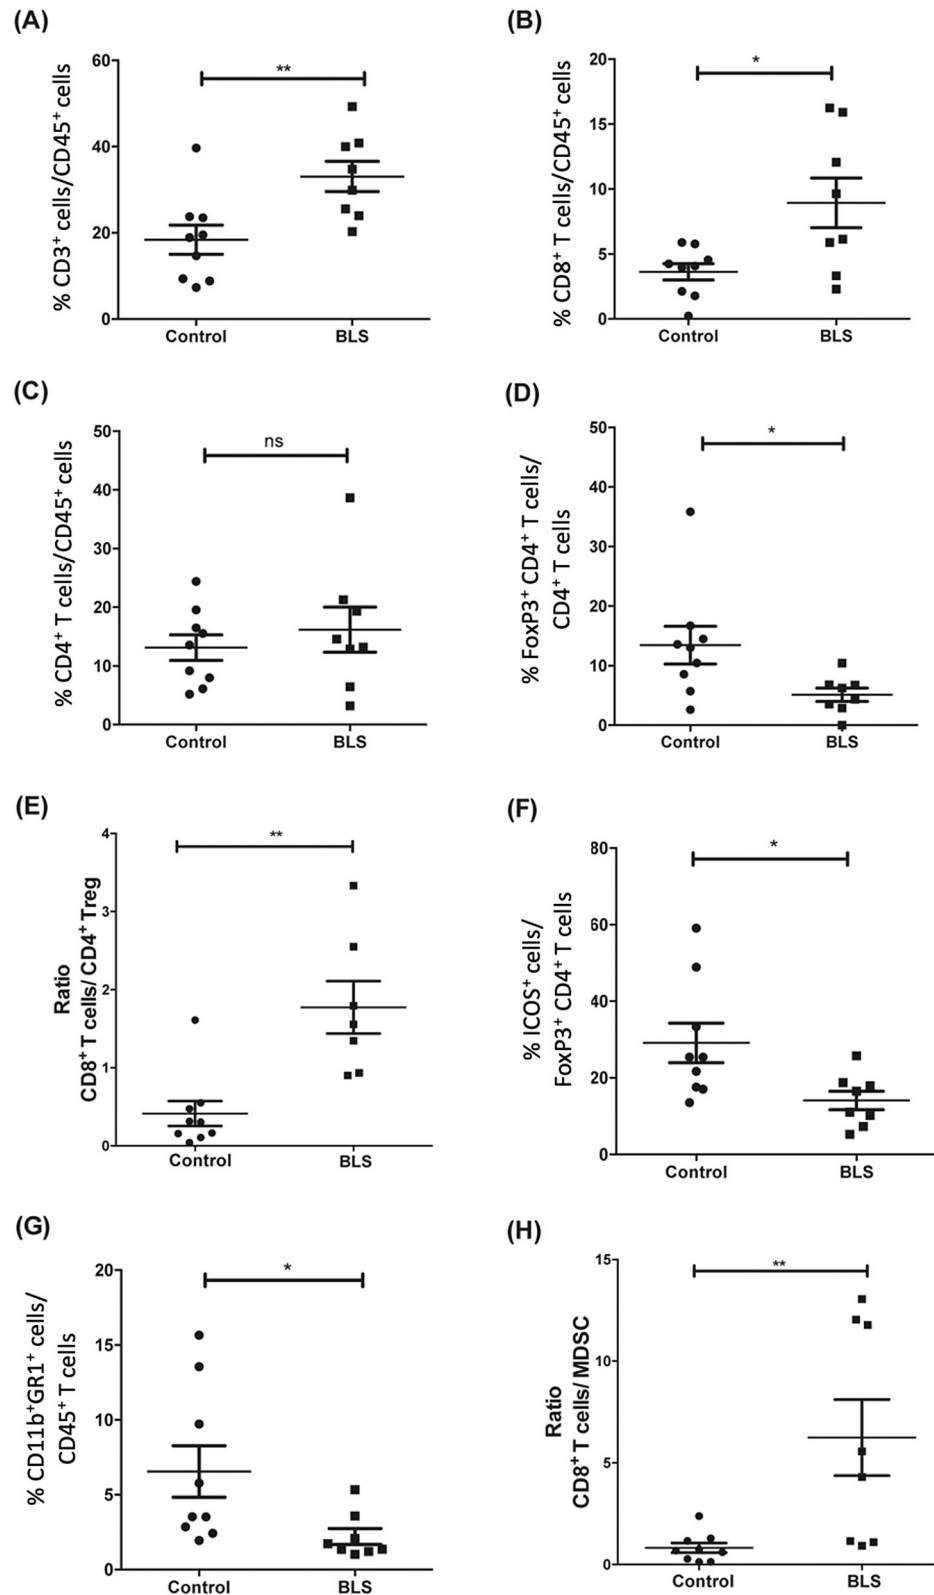 (A)
% CD3⁺ cells/CD45⁺ cells
60
40
20
0
**
Control
BLS
(B)
% CD8⁺ T cells/CD45⁺ cells
20
15
10
5
0
*
Control
BLS
(C)
% CD4⁺ T cells/CD45⁺ cells
50
40
30
20
10
0
ns
Control
BLS
(D)
% FoxP3⁺ CD4⁺ T cells/
CD4⁺ T cells
50
40
30
20
10
0
*
Control
BLS
(E)
Ratio
CD8⁺ T cells/ CD4⁺ Treg
4
3
2
1
0
**
Control
BLS
(F)
% ICOS⁺ cells/
FoxP3⁺ CD4⁺ T cells
80
60
40
20
0
*
Control
BLS
(G)
% CD11b⁺GR1⁺ cells/
CD45⁺ T cells
20
15
10
5
0
*
Control
BLS
(H)
Ratio
CD8⁺ T cells/ MDSC
15
10
5
0
**
Control
BLS